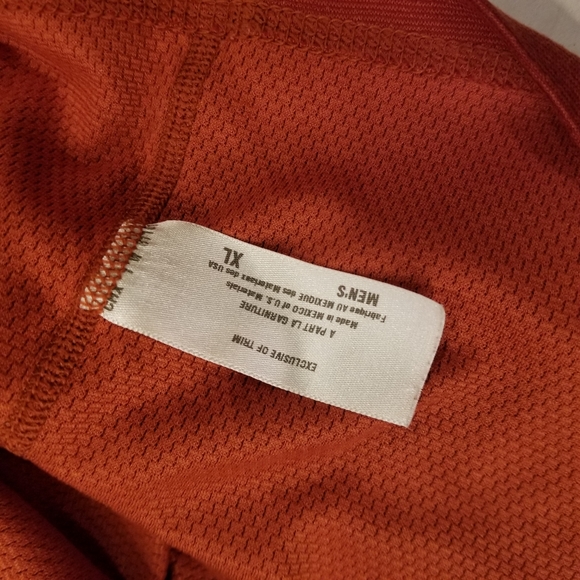 EXCLUSIVE OF TRIM
A PART LA GARNITURE
Made in MEXICO of U.S. Materials
Fabrique AU MEXIQUE des Materiaux des USA
MEN'S XL